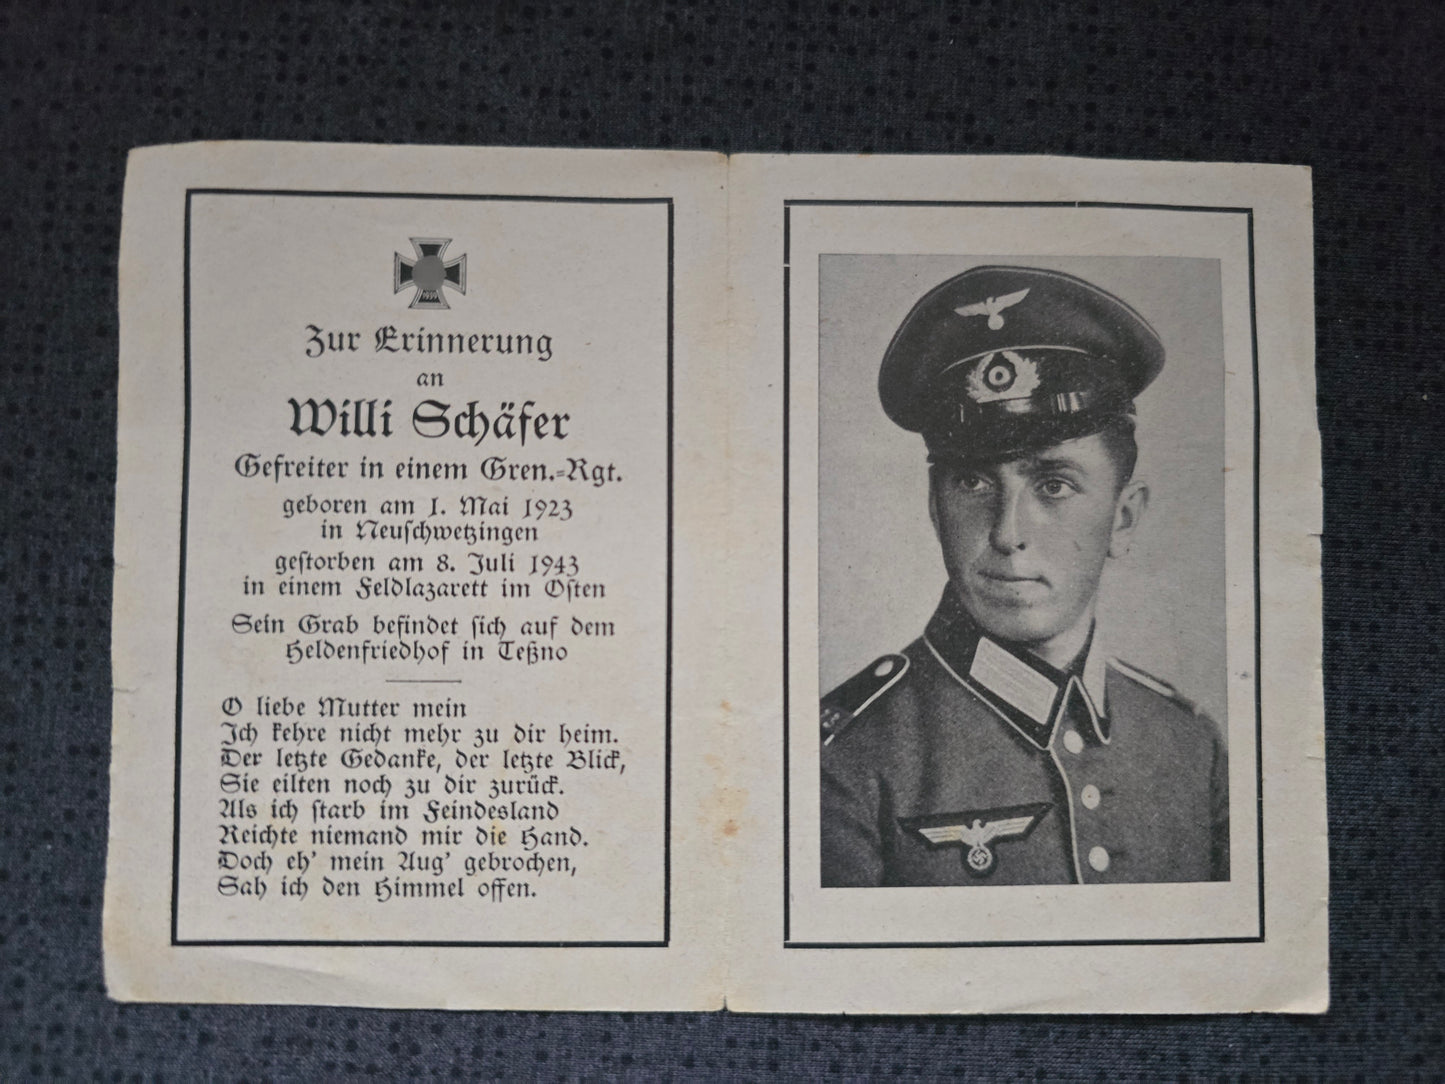 1939
Zur Erinnerung
an
Willi Schäfer
Gefreiter in einem Gren.=Rgt.
geboren am 1. Mai 1923
in Neuschwetzingen
gestorben am 8. Juli 1943
in einem Feldlazarett im Osten
Sein Grab befindet sich auf dem
Heldenfriedhof in Teßno
O liebe Mutter mein
Ich kehre nicht mehr zu dir heim.
Der letzte Gedanke, der letzte Blick,
Sie eilten noch zu dir zurück.
Als ich starb im Feindesland
Reichte niemand mir die Hand.
Doch eh' mein Aug' gebrochen,
Sah ich den Himmel offen.